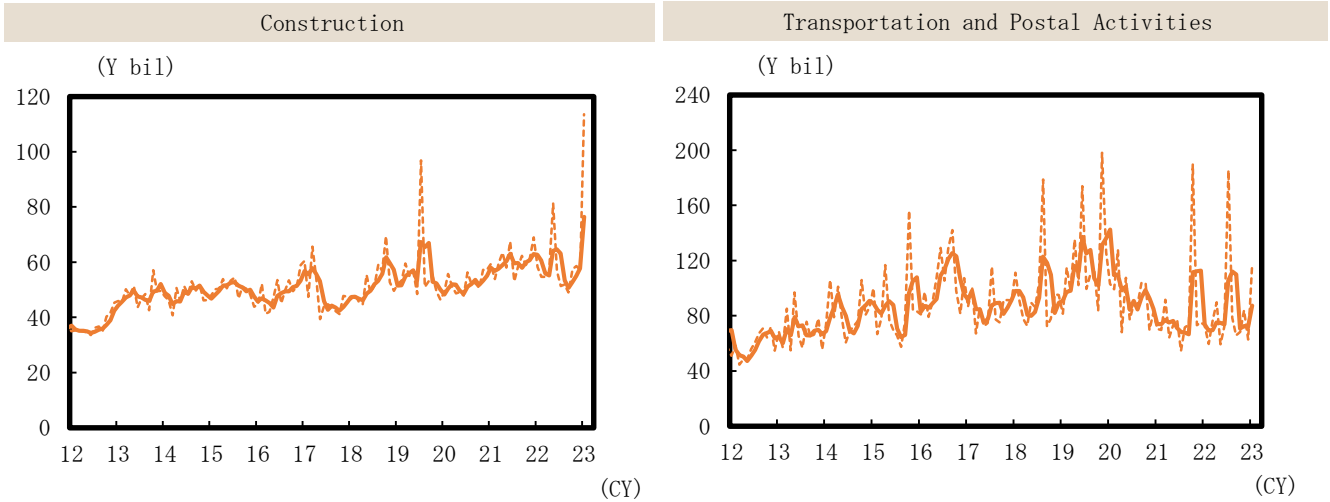 Construction
(Y bil)
120
100
80
60
40
20
0
12 13 14 15 16 17 18 19 20 21 22 23
(CY)
Transportation and Postal Activities
(Y bil)
240
200
160
120
80
40
0
12 13 14 15 16 17 18 19 20 21 22 23
(CY)